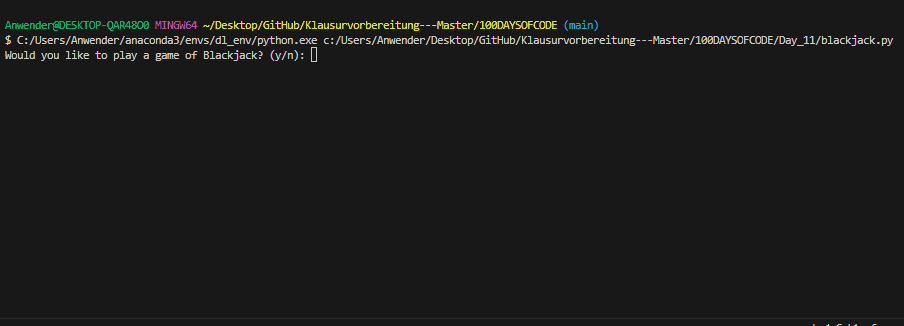 Anwender@DESKTOP-QAR48O0 MINGW64 ~/Desktop/GitHub/Klausurvorbereitung---Master/100DAYSOFCODE (main)
$ C:/Users/Anwender/anaconda3/envs/dl_env/python.exe c:/Users/Anwender/Desktop/GitHub/Klausurvorbereitung---Master/100DAYSOFCODE/Day_11/blackjack.py
Would you like to play a game of Blackjack? (y/n):